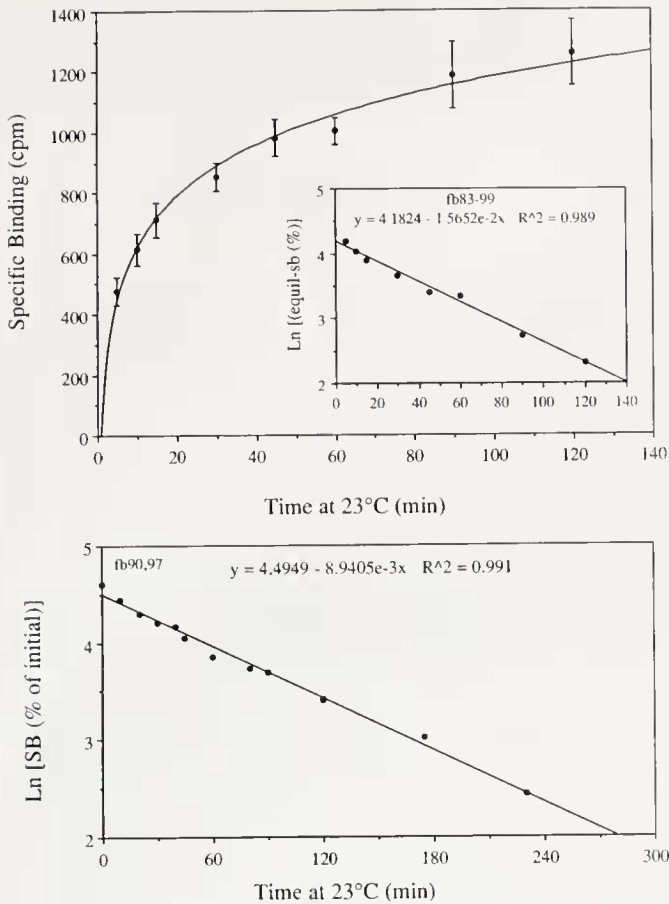 1400
1200
1000
800
600
400
200
0
Specific Binding (cpm)
0 20 40 60 80 100 120 140
Time at 23°C (min)
fb83-99
y = 4.1824 - 1.5652e-2x R^2 = 0.989
5
4
3
2
Ln [(equil-sb (%)]
0 20 40 60 80 100 120 140
5
4
3
2
Ln [SB (% of initial)]
fb90,97 y = 4.4949 - 8.9405e-3x R^2 = 0.991
0 60 120 180 240 300
Time at 23°C (min)